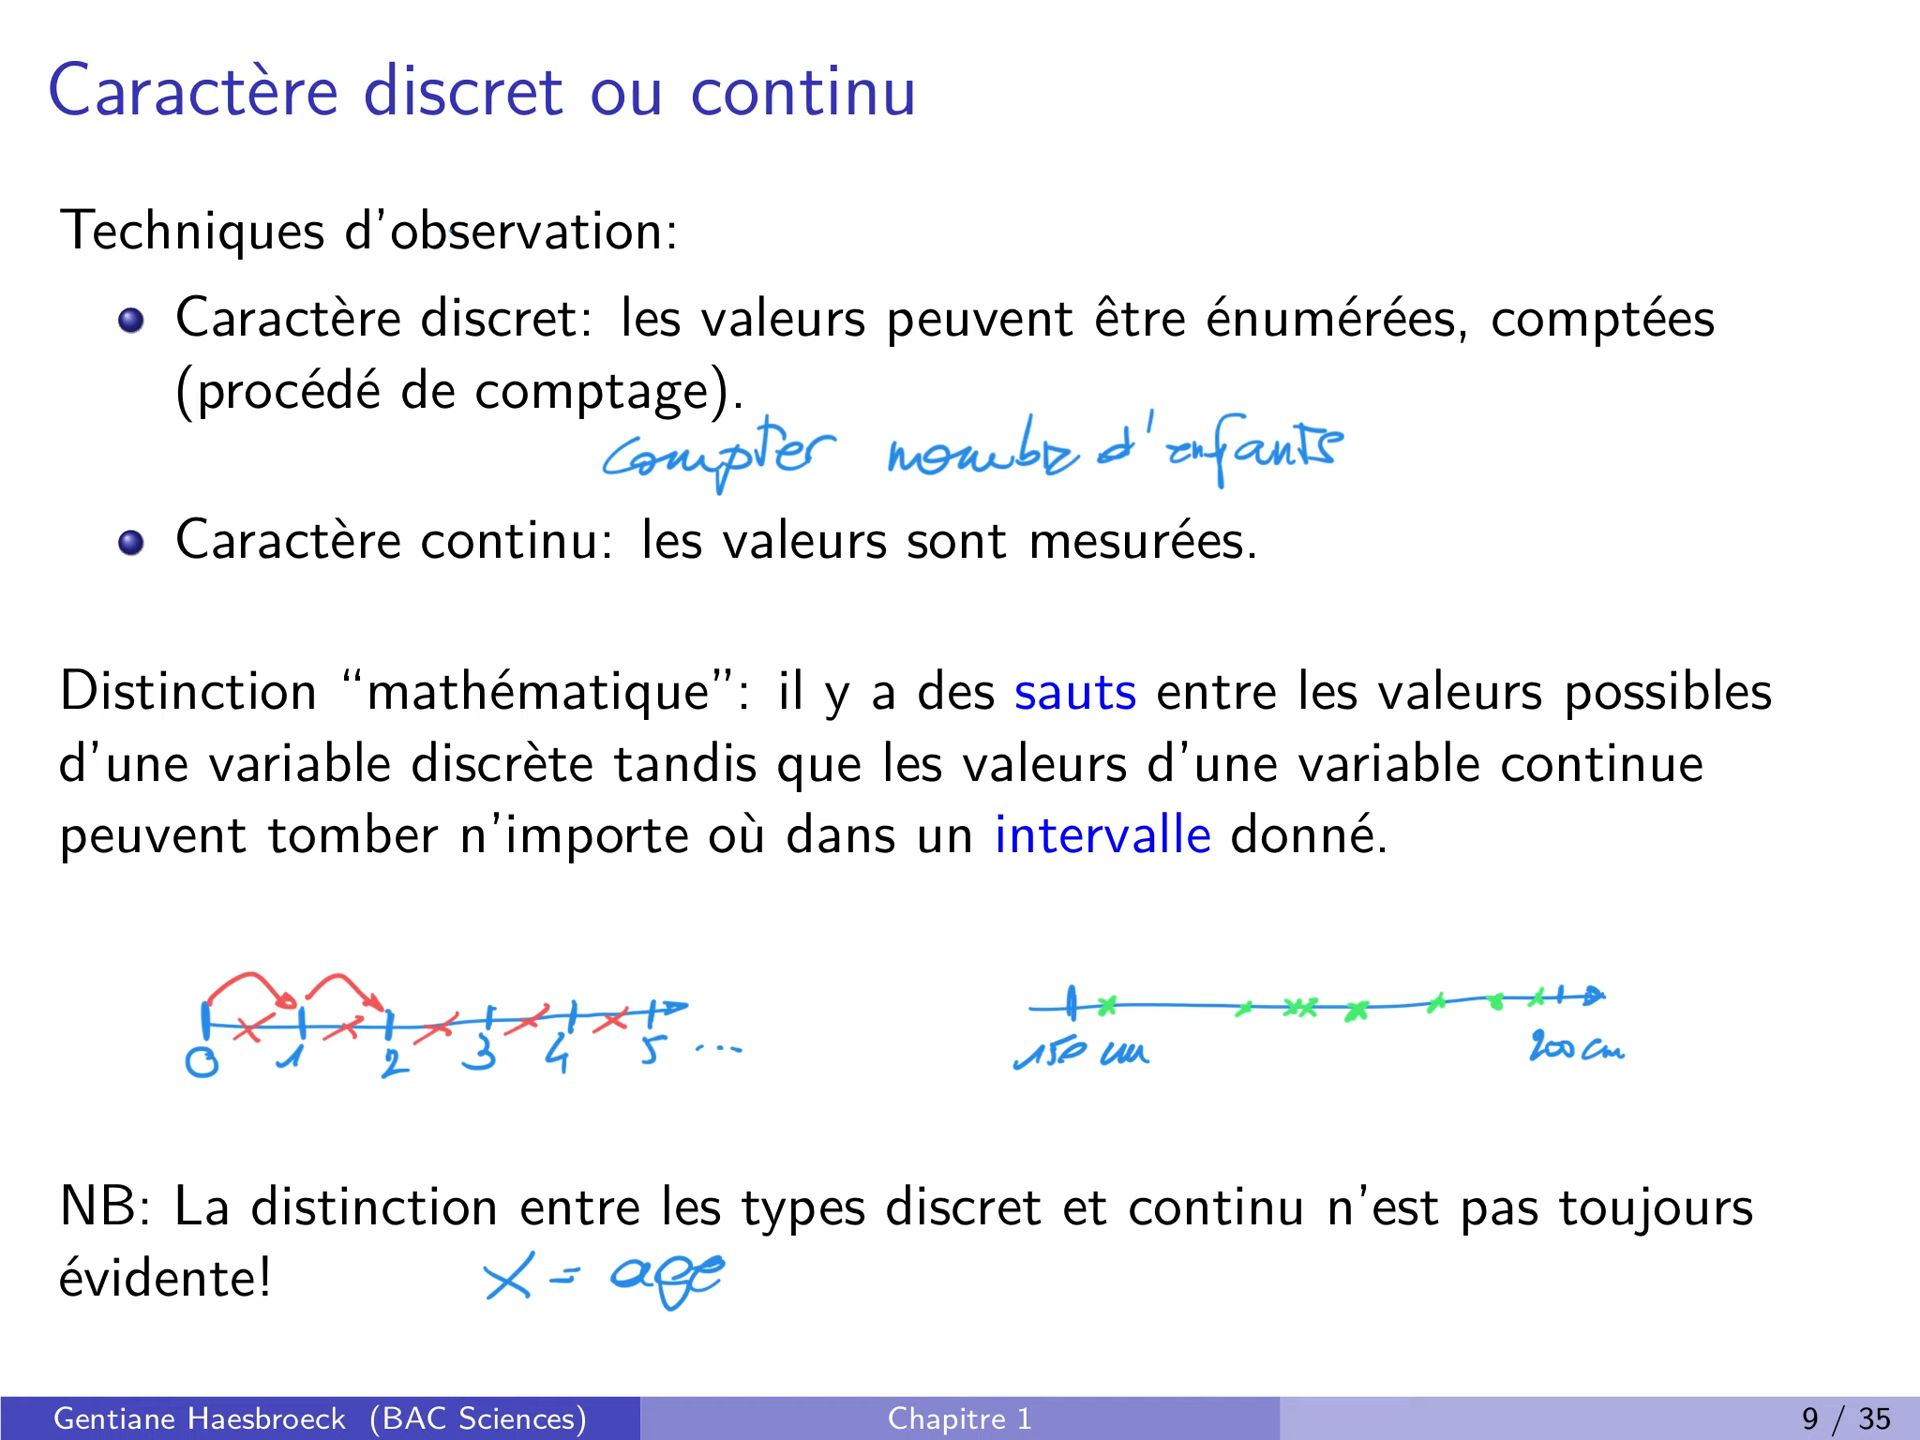 Caractère discret ou continu
Techniques d'observation:
Caractère discret: les valeurs peuvent être énumérées, comptées
(procédé de comptage).
compter nombre d'enfants
Caractère continu: les valeurs sont mesurées.
Distinction “mathématique”: il y a des sauts entre les valeurs possibles
d'une variable discrète tandis que les valeurs d'une variable continue
peuvent tomber n'importe où dans un intervalle donné.
0 1 2 3 4 5 ...
150 cm 200 cm
NB: La distinction entre les types discret et continu n'est pas toujours
évidente!
X = age
Gentiane Haesbroeck (BAC Sciences) Chapitre 1 9 / 35